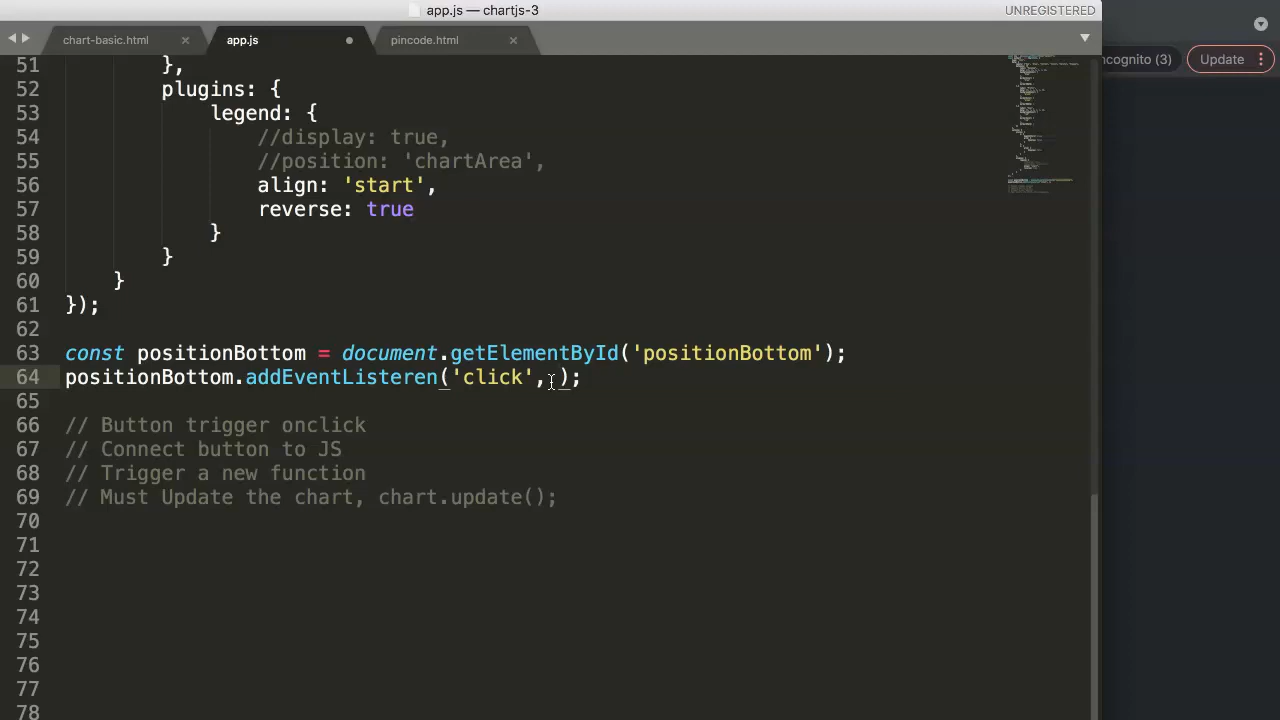 app.js — chartjs-3
UNREGISTERED
chart-basic.html × app.js pincode.html ×
ncognito (3) Update
51 },
52 plugins: {
53 legend: {
54 //display: true,
55 //position: 'chartArea',
56 align: 'start',
57 reverse: true
58 }
59 }
60 }
61 });
62
63 const positionBottom = document.getElementById('positionBottom');
64 positionBottom.addEventListeren('click', );
65
66 // Button trigger onclick
67 // Connect button to JS
68 // Trigger a new function
69 // Must Update the chart, chart.update();
70
71
72
73
74
75
76
77
78